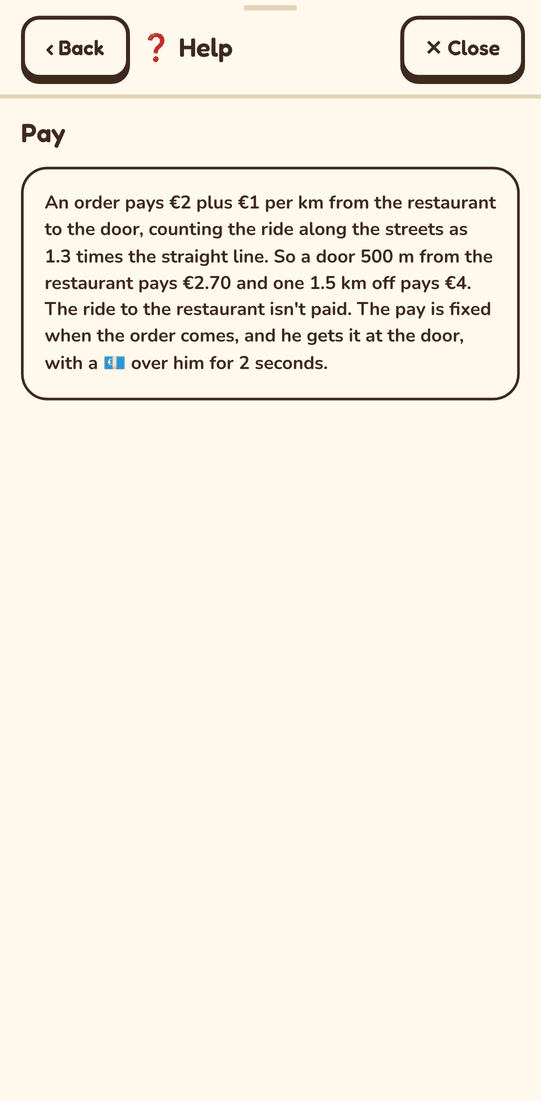 ‹ Back
❓ Help
✕ Close
Pay
An order pays €2 plus €1 per km from the restaurant
to the door, counting the ride along the streets as
1.3 times the straight line. So a door 500 m from the
restaurant pays €2.70 and one 1.5 km off pays €4.
The ride to the restaurant isn't paid. The pay is fixed
when the order comes, and he gets it at the door,
with a 💶 over him for 2 seconds.